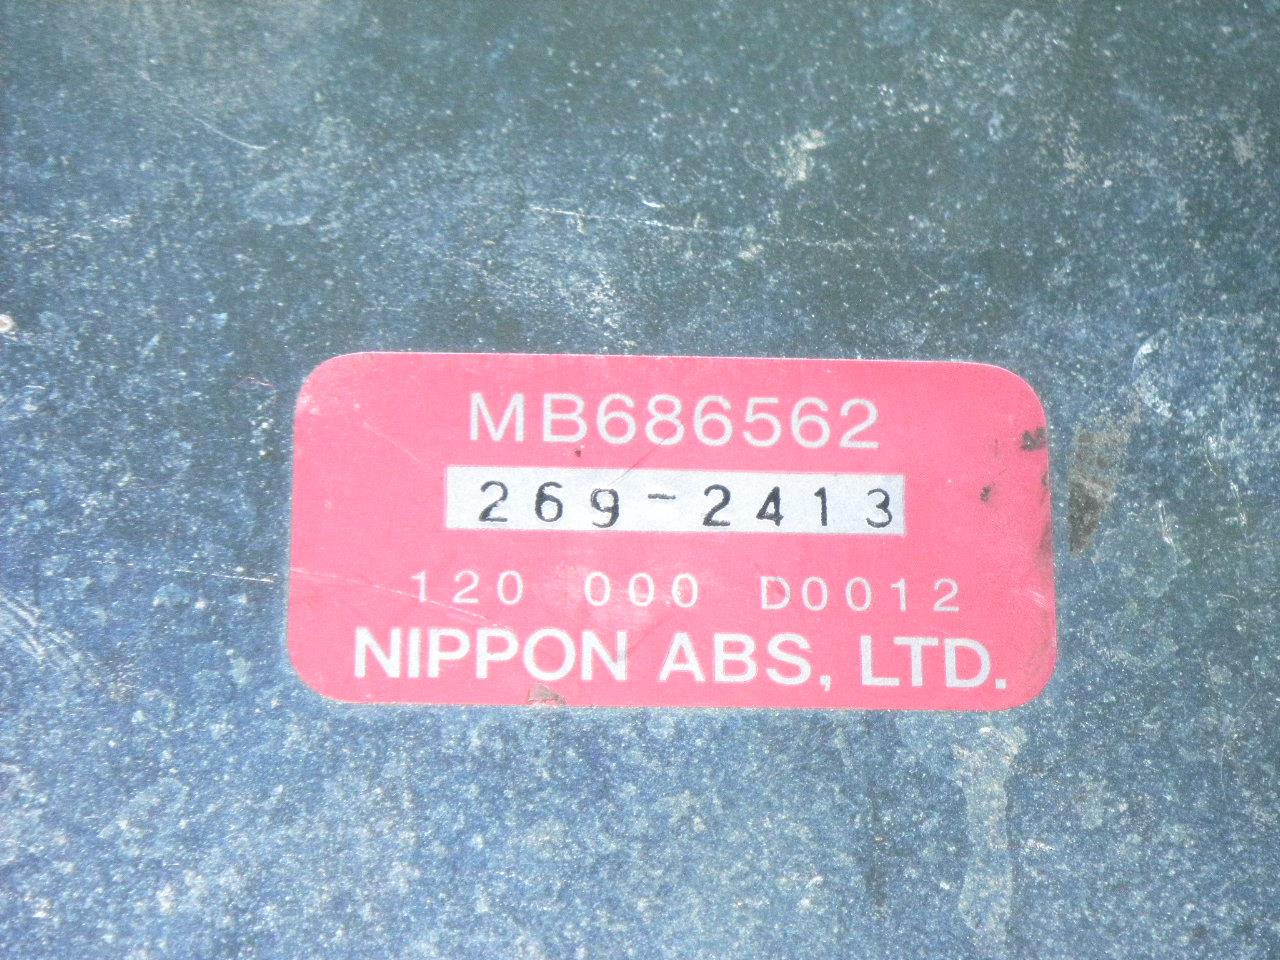 MB686562
269-2413
120 000 D0012
NIPPON ABS, LTD.